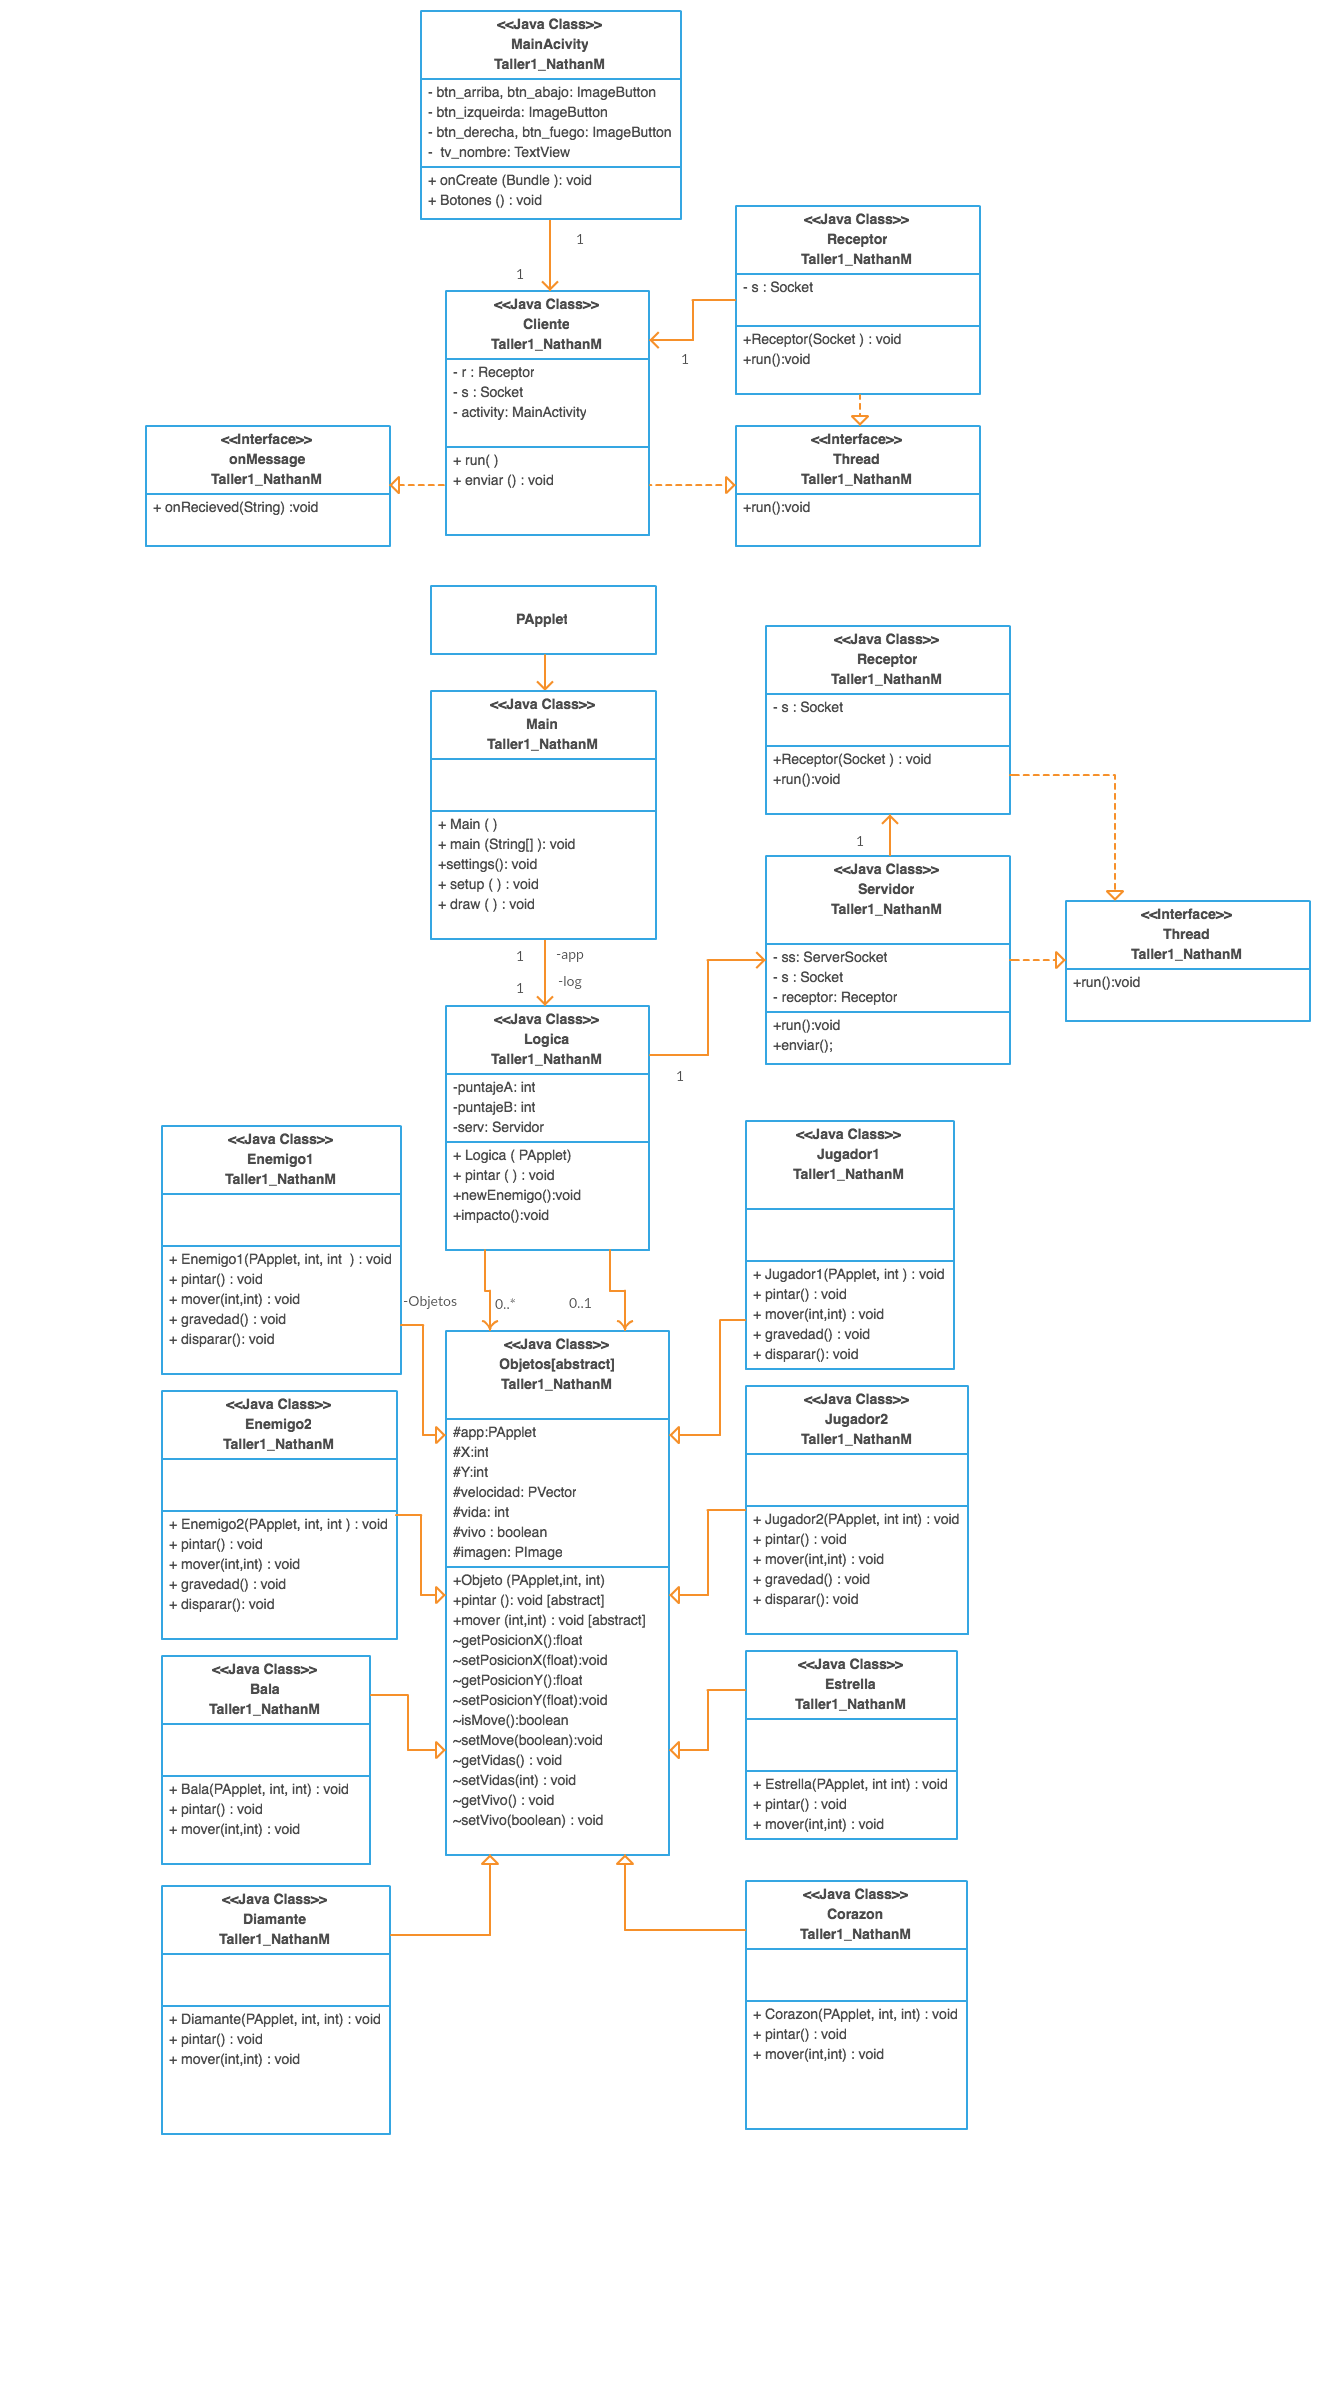 <<Java Class>>
MainAcivity
Taller1_NathanM
- btn_arriba, btn_abajo: ImageButton
- btn_izqueirda: ImageButton
- btn_derecha, btn_fuego: ImageButton
- tv_nombre: TextView
+ onCreate (Bundle ): void
+ Botones () : void
1
1
<<Java Class>>
Receptor
Taller1_NathanM
- s : Socket
+Receptor(Socket ) : void
+run():void
<<Java Class>>
Cliente
Taller1_NathanM
- r : Receptor
- s : Socket
- activity: MainActivity
+ run( )
+ enviar () : void
1
<<Interface>>
onMessage
Taller1_NathanM
+ onRecieved(String) :void
<<Interface>>
Thread
Taller1_NathanM
+run():void
PApplet
<<Java Class>>
Main
Taller1_NathanM
+ Main ( )
+ main (String[] ): void
+settings(): void
+ setup ( ) : void
+ draw ( ) : void
<<Java Class>>
Receptor
Taller1_NathanM
- s : Socket
+Receptor(Socket ) : void
+run():void
1
<<Java Class>>
Servidor
Taller1_NathanM
- ss: ServerSocket
- s : Socket
- receptor: Receptor
+run():void
+enviar();
<<Interface>>
Thread
Taller1_NathanM
+run():void
1
-app
1
-log
<<Java Class>>
Logica
Taller1_NathanM
-puntajeA: int
-puntajeB: int
-serv: Servidor
+ Logica ( PApplet)
+ pintar ( ) : void
+newEnemigo():void
+impacto():void
1
<<Java Class>>
Enemigo1
Taller1_NathanM
+ Enemigo1(PApplet, int, int ) : void
+ pintar() : void
+ mover(int,int) : void
+ gravedad() : void
+ disparar(): void
<<Java Class>>
Jugador1
Taller1_NathanM
+ Jugador1(PApplet, int ) : void
+ pintar() : void
+ mover(int,int) : void
+ gravedad() : void
+ disparar(): void
-Objetos
0..*
0..1
<<Java Class>>
Objetos[abstract]
Taller1_NathanM
#app:PApplet
#X:int
#Y:int
#velocidad: PVector
#vida: int
#vivo : boolean
#imagen: PImage
+Objeto (PApplet,int, int)
+pintar (): void [abstract]
+mover (int,int) : void [abstract]
~getPosicionX():float
~setPosicionX(float):void
~getPosicionY():float
~setPosicionY(float):void
~isMove():boolean
~setMove(boolean):void
~getVidas() : void
~setVidas(int) : void
~getVivo() : void
~setVivo(boolean) : void
<<Java Class>>
Enemigo2
Taller1_NathanM
+ Enemigo2(PApplet, int, int ) : void
+ pintar() : void
+ mover(int,int) : void
+ gravedad() : void
+ disparar(): void
<<Java Class>>
Jugador2
Taller1_NathanM
+ Jugador2(PApplet, int int) : void
+ pintar() : void
+ mover(int,int) : void
+ gravedad() : void
+ disparar(): void
<<Java Class>>
Bala
Taller1_NathanM
+ Bala(PApplet, int, int) : void
+ pintar() : void
+ mover(int,int) : void
<<Java Class>>
Estrella
Taller1_NathanM
+ Estrella(PApplet, int int) : void
+ pintar() : void
+ mover(int,int) : void
<<Java Class>>
Diamante
Taller1_NathanM
+ Diamante(PApplet, int, int) : void
+ pintar() : void
+ mover(int,int) : void
<<Java Class>>
Corazon
Taller1_NathanM
+ Corazon(PApplet, int, int) : void
+ pintar() : void
+ mover(int,int) : void